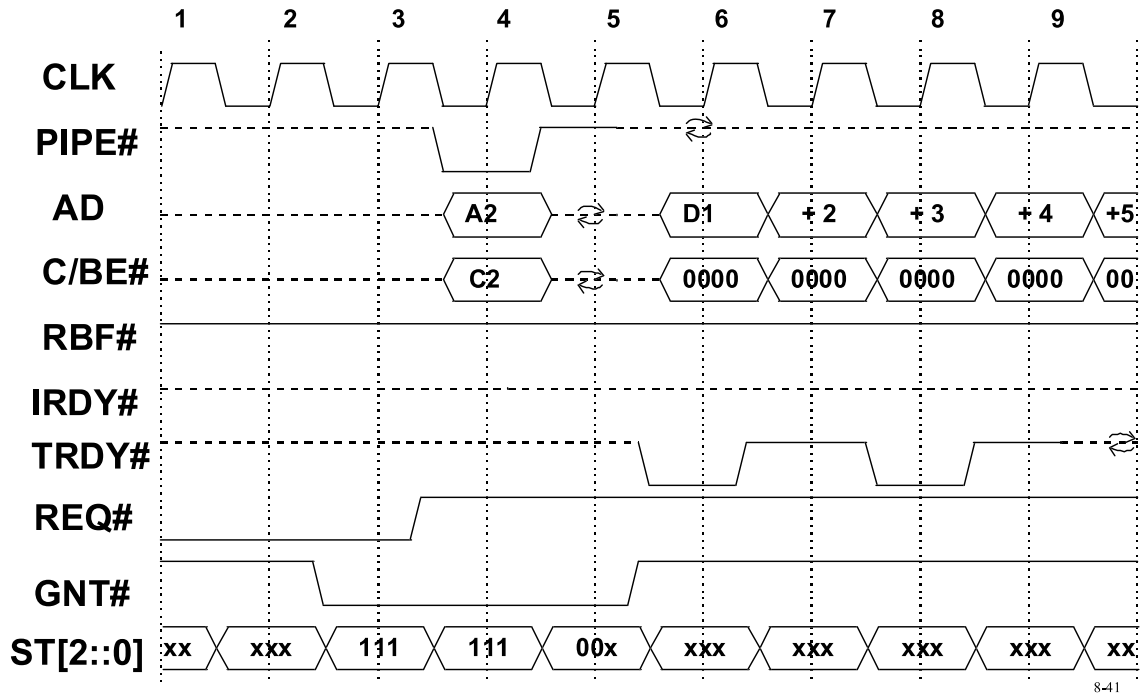 1 2 3 4 5 6 7 8 9
CLK
PIPE#
AD A2 D1 + 2 + 3 + 4 +5
C/BE# C2 0000 0000 0000 0000 00
RBF#
IRDY#
TRDY#
REQ#
GNT#
ST[2::0] xx xxx 111 111 00x xxx xxx xxx xxx xx
8-41